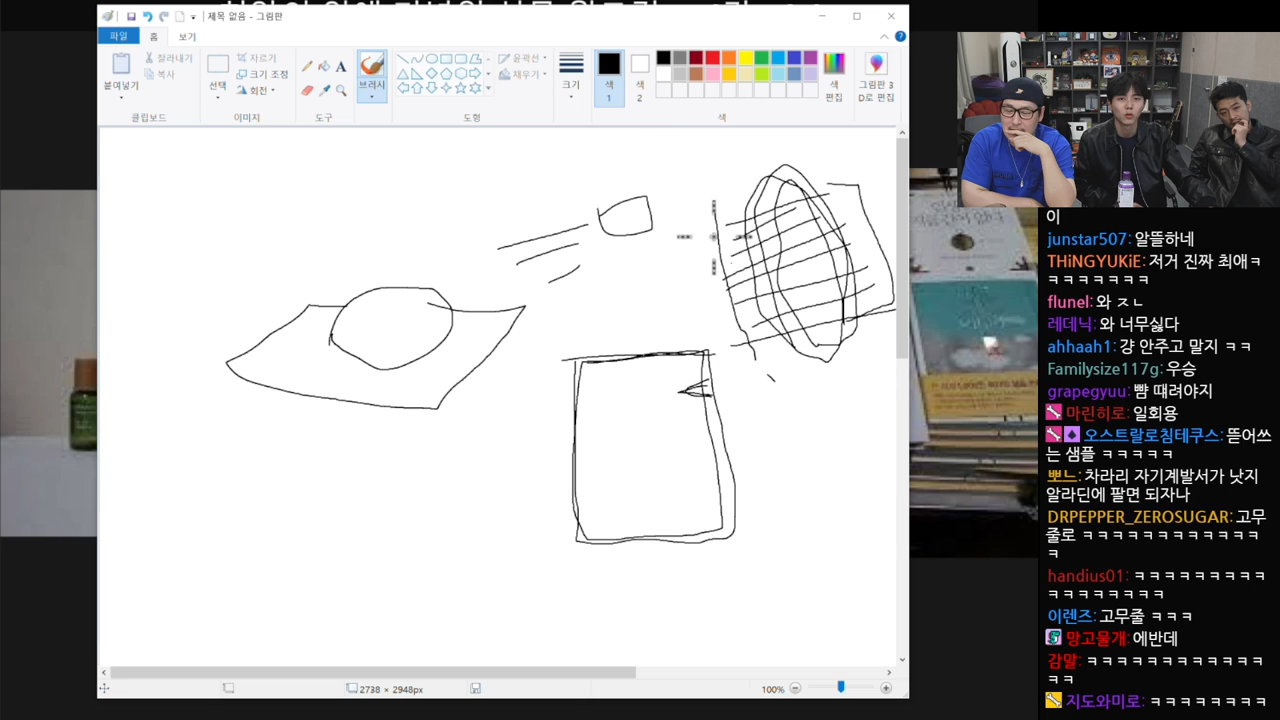 제목 없음 - 그림판
파일
홈
보기
붙여넣기
잘라내기
복사
클립보드
선택
자르기
크기 조정
회전
이미지
A
도구
브러시
윤곽선
채우기
도형
크기
색
1
색
2
색
편집
그림판 3
D로 편집
색
2738 × 2948px
100%
이
junstar507: 알뜰하네
THiNGYUKiE: 저거 진짜 최애ㅋ
ㅋㅋㅋㅋㅋㅋㅋ
flunel: 와 ㅈㄴ
레데닉: 와 너무싫다
ahhaah1: 걍 안주고 말지 ㅋㅋ
Familysize117g: 우승
grapegyuu: 뺨 떄려야지
마린히로: 일회용
오스트랄로침테쿠스: 뜯어쓰
는 샘플 ㅋㅋㅋㅋㅋ
뽀느: 차라리 자기계발서가 낫지
알라딘에 팔면 되자나
DRPEPPER_ZEROSUGAR: 고무
줄로 ㅋㅋㅋㅋㅋㅋㅋㅋㅋㅋㅋㅋ
ㅋ
handius01: ㅋㅋㅋㅋㅋㅋㅋㅋㅋ
ㅋㅋㅋㅋㅋㅋㅋㅋ
이렌즈: 고무줄 ㅋㅋㅋ
망고물개: 에반데
감말: ㅋㅋㅋㅋㅋㅋㅋㅋㅋㅋㅋㅋ
ㅋㅋ
지도와미로: ㅋㅋㅋㅋㅋㅋㅋㅋ